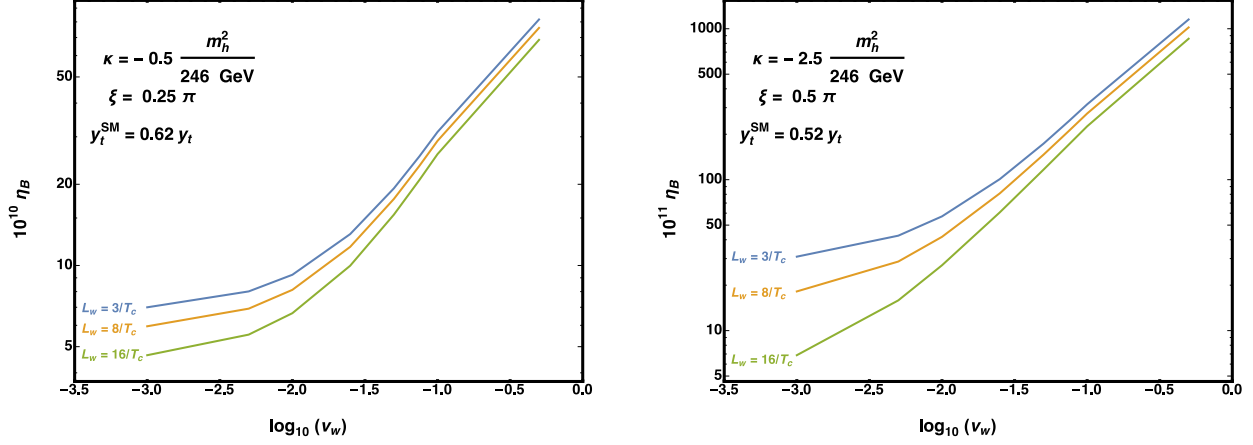 κ = − 0.5 m_h^2 / 246 GeV
ξ = 0.25 π
y_t^SM = 0.62 y_t
50
20
10
5
10^10 η_B
L_w = 3/T_c
L_w = 8/T_c
L_w = 16/T_c
−3.5 −3.0 −2.5 −2.0 −1.5 −1.0 −0.5 0.0
log_10 (v_w)
κ = −2.5 m_h^2 / 246 GeV
ξ = 0.5 π
y_t^SM = 0.52 y_t
1000
500
100
50
10
5
10^11 η_B
L_w = 3/T_c
L_w = 8/T_c
L_w = 16/T_c
−3.5 −3.0 −2.5 −2.0 −1.5 −1.0 −0.5 0.0
log_10 (v_w)